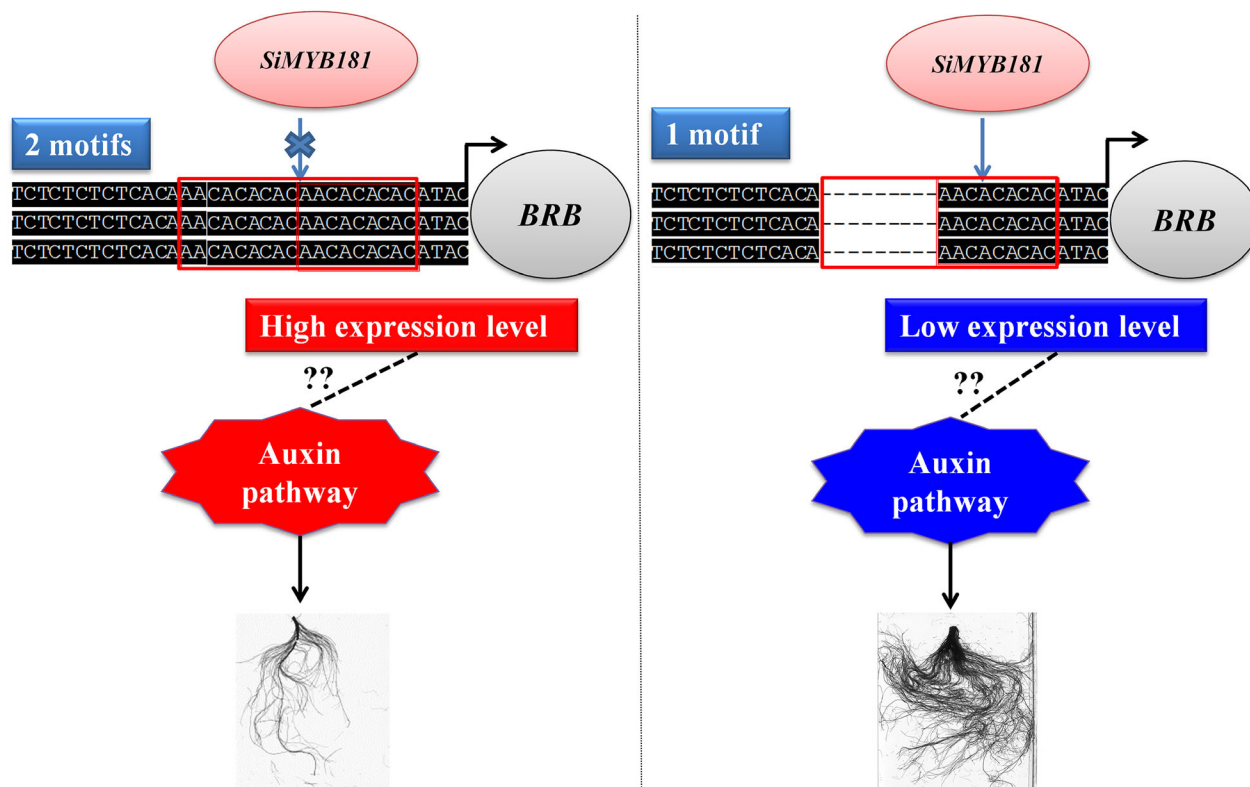 SiMYB181
2 motifs
TCTCTCTCTCACAAACACACACAACACACACATAC
TCTCTCTCTCACAAACACACACAACACACACATAC
TCTCTCTCTCACAAACACACACAACACACACATAC
BRB
High expression level
??
Auxin
pathway
SiMYB181
1 motif
TCTCTCTCTCACA---------AACACACACATAC
TCTCTCTCTCACA---------AACACACACATAC
TCTCTCTCTCACA---------AACACACACATAC
BRB
Low expression level
??
Auxin
pathway